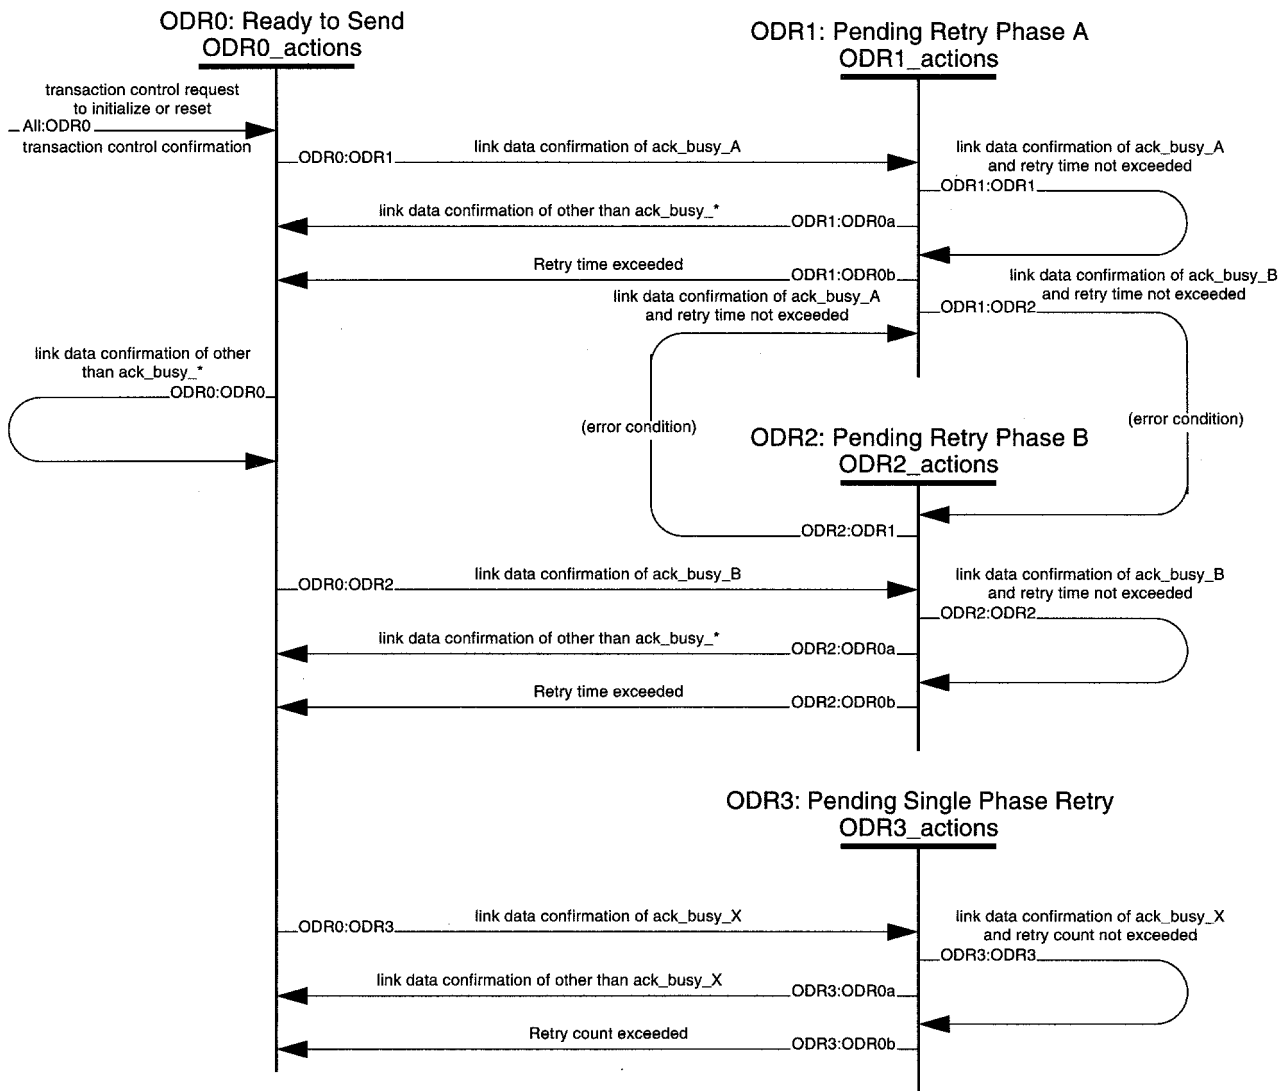 ODR0: Ready to Send
ODR0_actions
ODR1: Pending Retry Phase A
ODR1_actions
transaction control request
to initialize or reset
All:ODR0
transaction control confirmation
ODR0:ODR1
link data confirmation of ack_busy_A
link data confirmation of ack_busy_A
and retry time not exceeded
ODR1:ODR1
link data confirmation of other than ack_busy_*
ODR1:ODR0a
Retry time exceeded
ODR1:ODR0b
link data confirmation of ack_busy_B
and retry time not exceeded
ODR1:ODR2
link data confirmation of ack_busy_A
and retry time not exceeded
link data confirmation of other
than ack_busy_*
ODR0:ODR0
(error condition)
(error condition)
ODR2: Pending Retry Phase B
ODR2_actions
ODR2:ODR1
ODR0:ODR2
link data confirmation of ack_busy_B
link data confirmation of ack_busy_B
and retry time not exceeded
ODR2:ODR2
link data confirmation of other than ack_busy_*
ODR2:ODR0a
Retry time exceeded
ODR2:ODR0b
ODR3: Pending Single Phase Retry
ODR3_actions
ODR0:ODR3
link data confirmation of ack_busy_X
link data confirmation of ack_busy_X
and retry count not exceeded
ODR3:ODR3
link data confirmation of other than ack_busy_X
ODR3:ODR0a
Retry count exceeded
ODR3:ODR0b